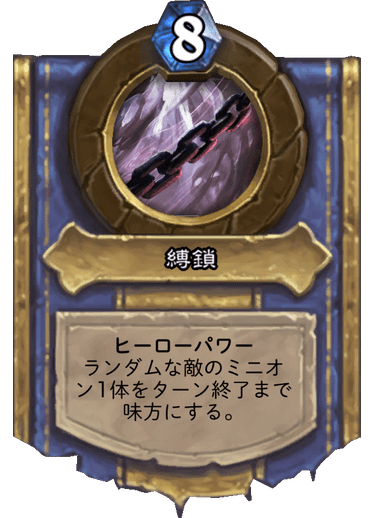 8
縛鎖
ヒーローパワー
ランダムな敵のミニオ
ン1体をターン終了まで
味方にする。